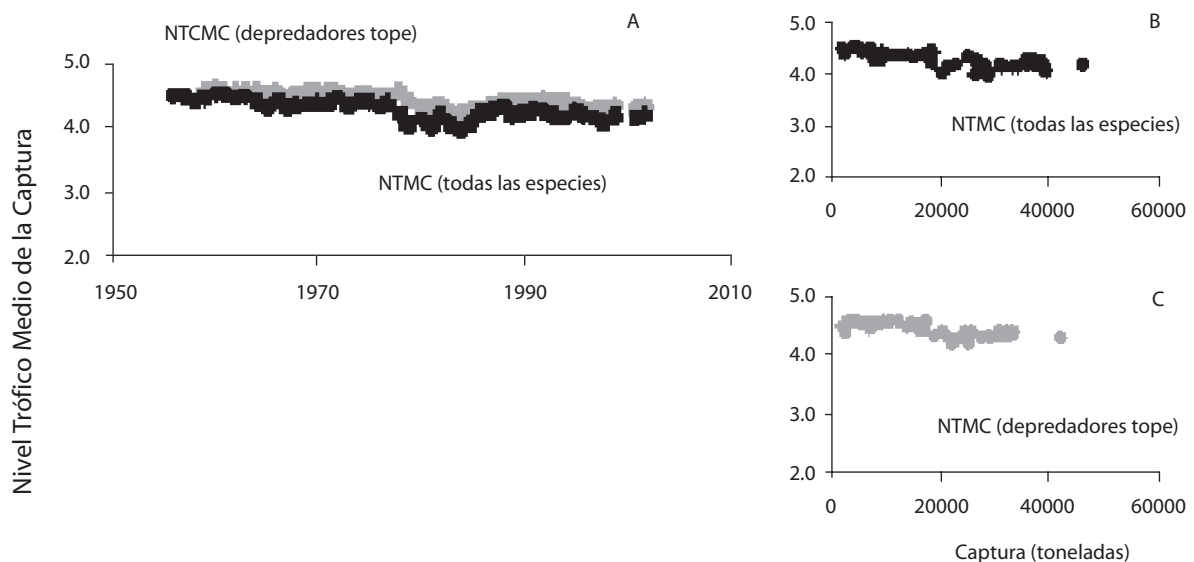 Nivel Trófico Medio de la Captura
A
NTCMC (depredadores tope)
5.0
4.0
3.0
2.0
NTMC (todas las especies)
1950
1970
1990
2010
B
5.0
4.0
3.0
2.0
NTMC (todas las especies)
0
20000
40000
60000
C
5.0
4.0
3.0
2.0
NTMC (depredadores tope)
0
20000
40000
60000
Captura (toneladas)